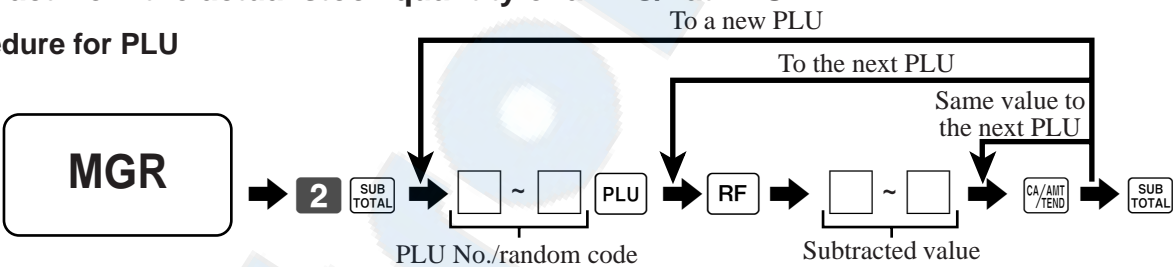 To a new PLU
edure for PLU
To the next PLU
Same value to
the next PLU
MGR
2 SUB TOTAL ~ PLU RF ~ CA/AMT /TEND SUB TOTAL
PLU No./random code
Subtracted value